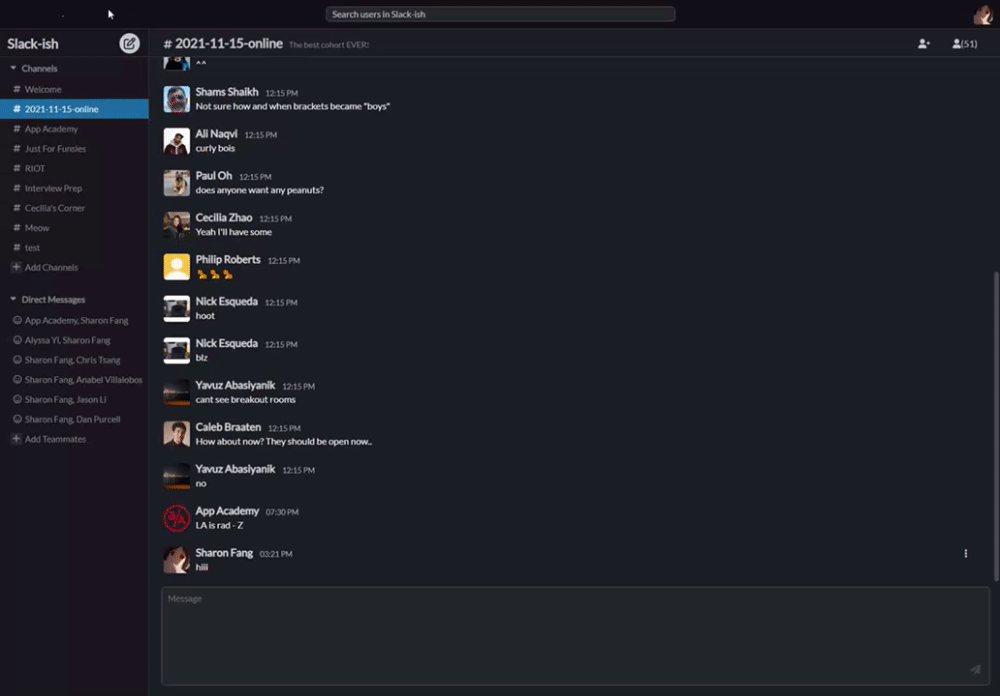 Search users in Slack-ish
Slack-ish
# 2021-11-15-online The best cohort EVER!
(51)
Channels
# Welcome
# 2021-11-15-online
# App Academy
# Just For Funsies
# RIOT
# Interview Prep
# Cecilia's Corner
# Meow
# test
+ Add Channels
Direct Messages
App Academy, Sharon Fang
Alyssa Yi, Sharon Fang
Sharon Fang, Chris Tsang
Sharon Fang, Anabel Villalobos
Sharon Fang, Jason Li
Sharon Fang, Dan Purcell
+ Add Teammates
^^
Shams Shaikh 12:15 PM
Not sure how and when brackets became "boys"
Ali Naqvi 12:15 PM
curly bois
Paul Oh 12:15 PM
does anyone want any peanuts?
Cecilia Zhao 12:15 PM
Yeah I'll have some
Philip Roberts 12:15 PM
Nick Esqueda 12:15 PM
hoot
Nick Esqueda 12:15 PM
blz
Yavuz Abasiyanik 12:15 PM
cant see breakout rooms
Caleb Braaten 12:15 PM
How about now? They should be open now..
Yavuz Abasiyanik 12:15 PM
no
App Academy 07:30 PM
LA is rad - Z
Sharon Fang 03:21 PM
hiii
Message